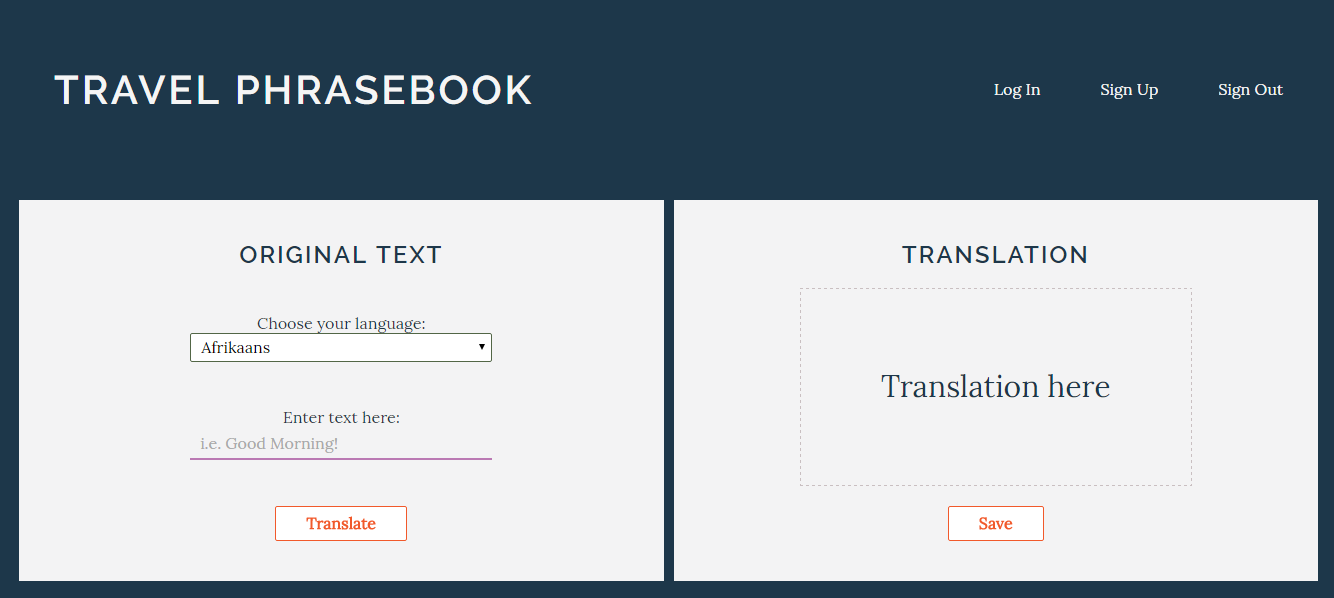 TRAVEL PHRASEBOOK
Log In
Sign Up
Sign Out
ORIGINAL TEXT
Choose your language:
Afrikaans
Enter text here:
i.e. Good Morning!
Translate
TRANSLATION
Translation here
Save